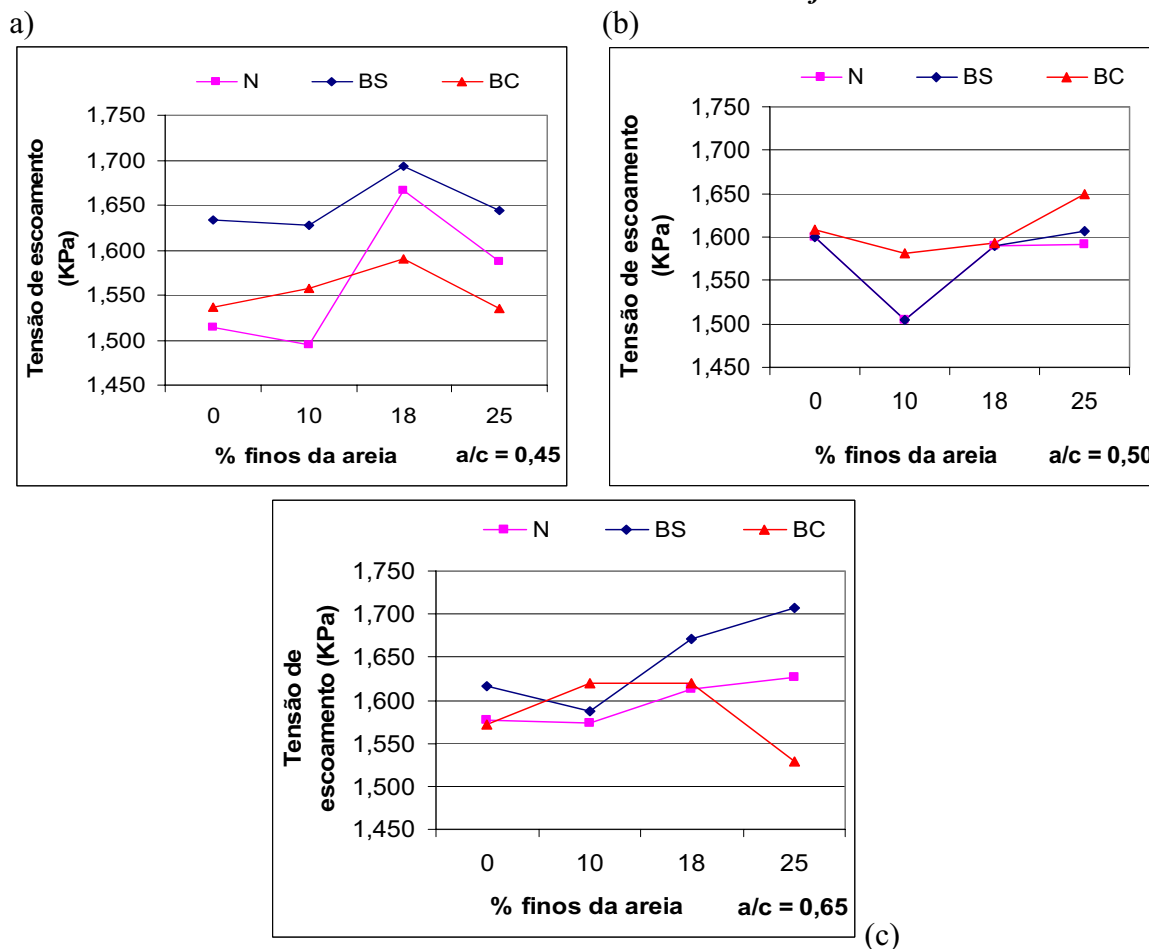 a)
(b)
N BS BC
1,750
1,700
1,650
1,600
1,550
1,500
1,450
Tensão de escoamento
(KPa)
0 10 18 25
% finos da areia a/c = 0,45
N BS BC
1,750
1,700
1,650
1,600
1,550
1,500
1,450
Tensão de escoamento
(KPa)
0 10 18 25
% finos da areia a/c = 0,50
N BS BC
1,750
1,700
1,650
1,600
1,550
1,500
1,450
Tensão de
escoamento (KPa)
0 10 18 25
% finos da areia a/c = 0,65
(c)